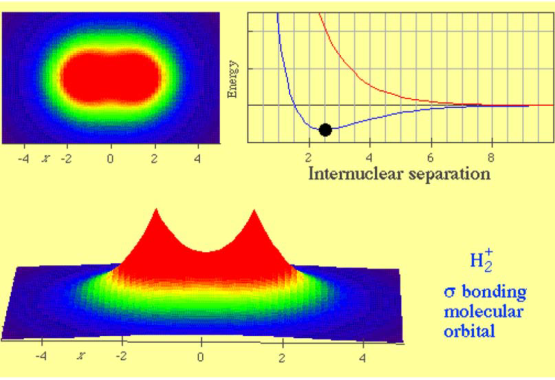 Energy
-4 x -2 0 2 4
2 4 6 8
Internuclear separation
H₂⁺
σ bonding
molecular
orbital
-4 x -2 0 2 4